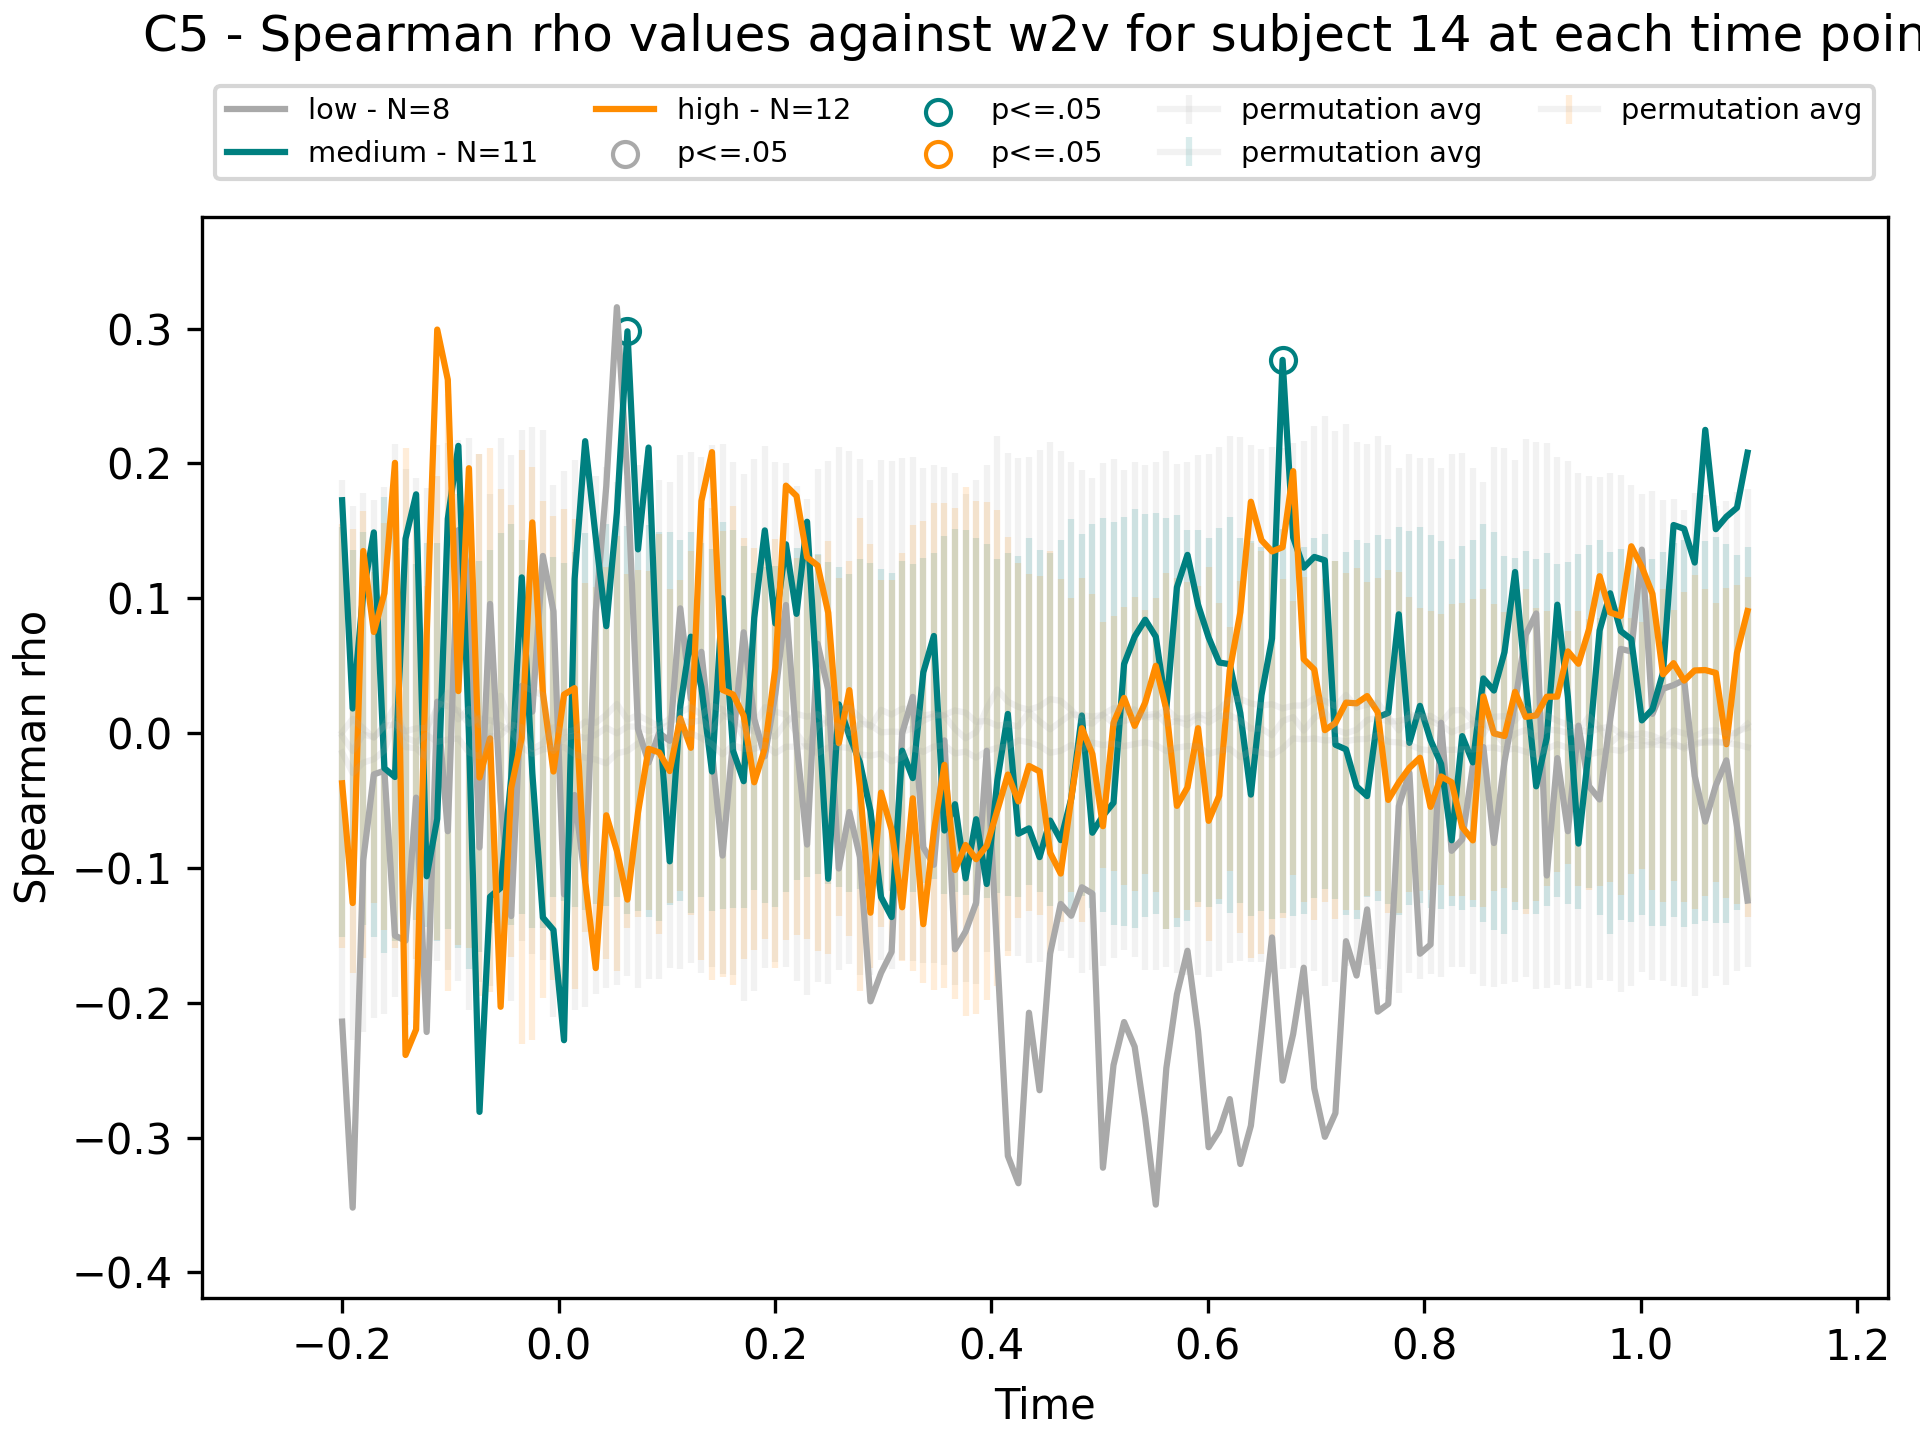 C5 - Spearman rho values against w2v for subject 14 at each time poin
low - N=8
medium - N=11
high - N=12
p<=.05
p<=.05
p<=.05
permutation avg
permutation avg
permutation avg
Spearman rho
0.3
0.2
0.1
0.0
−0.1
−0.2
−0.3
−0.4
−0.2 0.0 0.2 0.4 0.6 0.8 1.0 1.2
Time